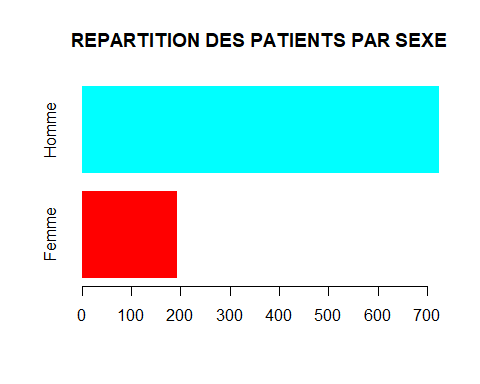 REPARTITION DES PATIENTS PAR SEXE
Homme
Femme
0 100 200 300 400 500 600 700